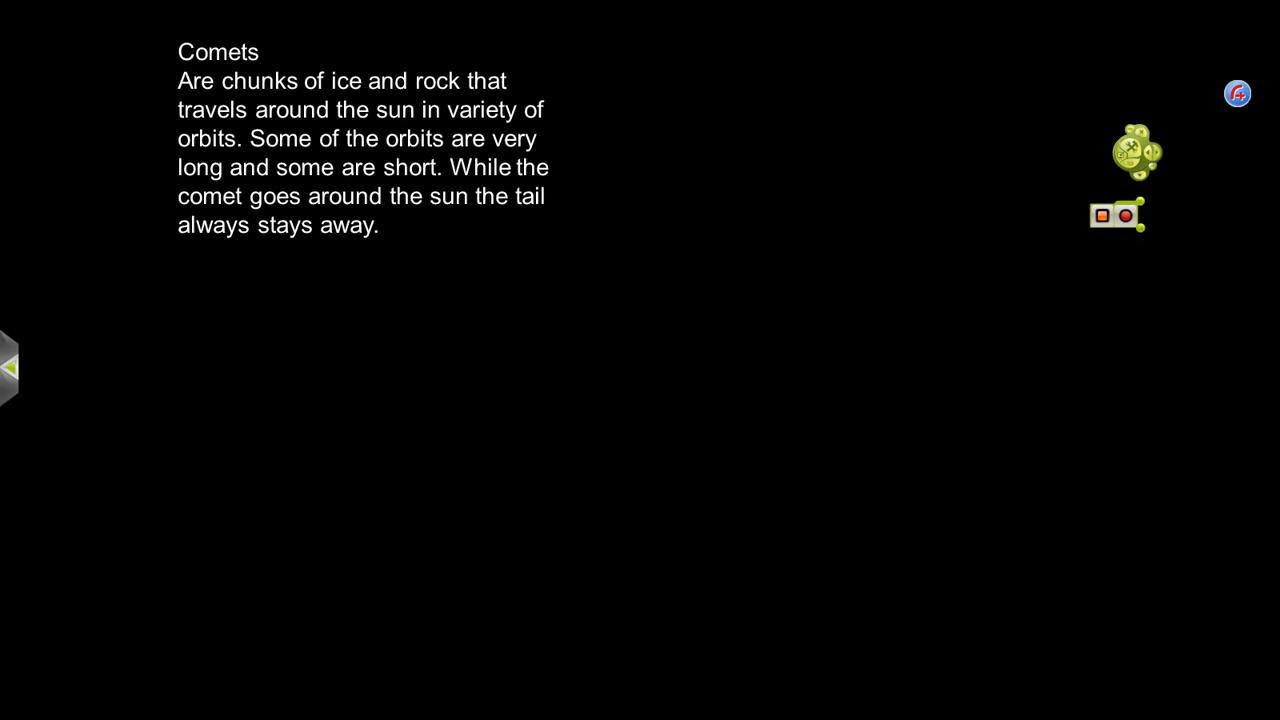 Comets
Are chunks of ice and rock that
travels around the sun in variety of
orbits. Some of the orbits are very
long and some are short. While the
comet goes around the sun the tail
always stays away.